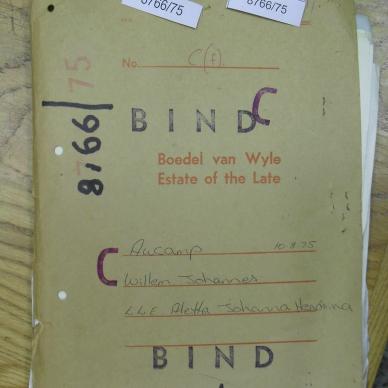 8766/75
8766/75
No. C(f)
8766/75
BIND C
Boedel van Wyle
Estate of the Late
Aucamp 10-8-75
C Willem Johannes
Aletta Johanna
BIND